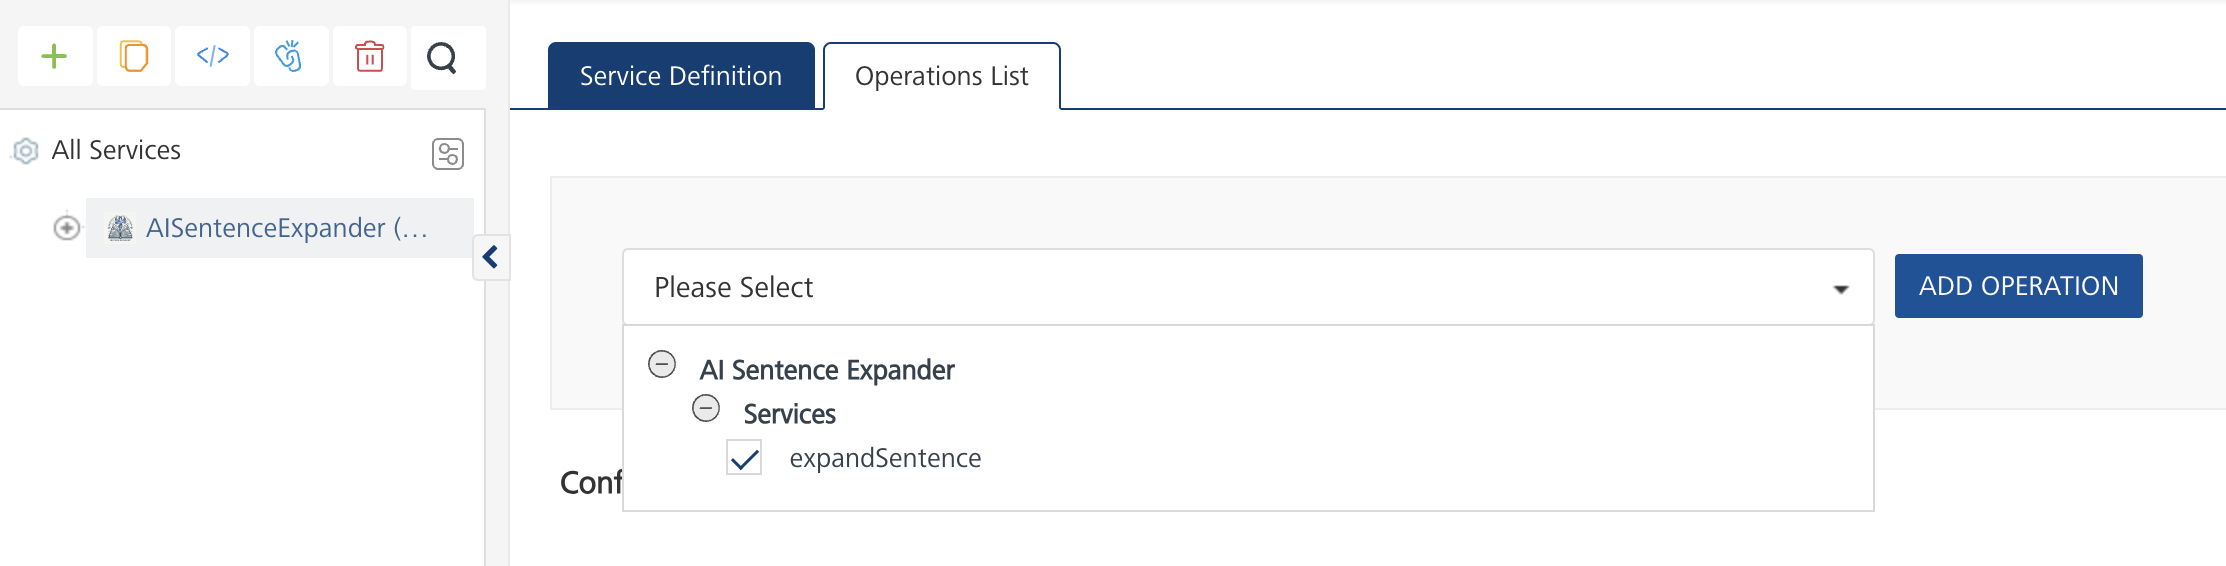 Service Definition
Operations List
All Services
AISentenceExpander (...
Please Select
ADD OPERATION
AI Sentence Expander
Services
expandSentence
Conf